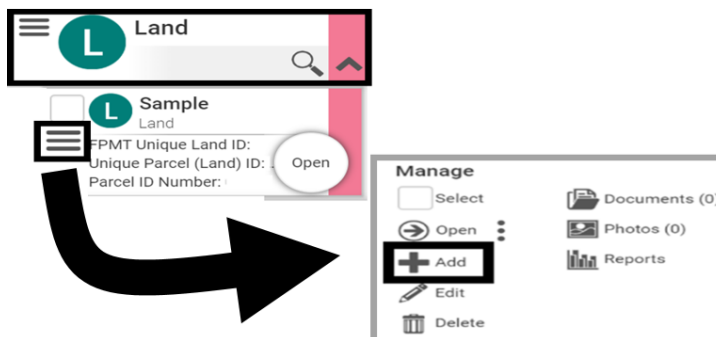 L Land
L Sample
Land
FPMT Unique Land ID:
Unique Parcel (Land) ID:
Open
Parcel ID Number:
Manage
Select
Documents (0)
Open
Photos (0)
Add
Reports
Edit
Delete